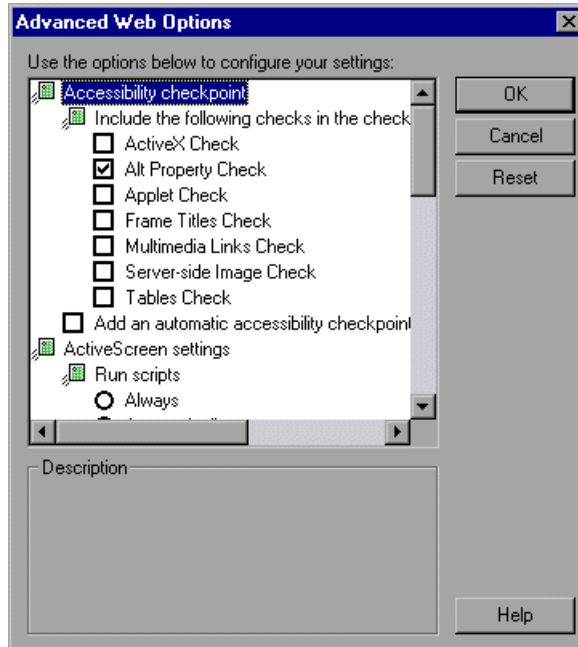 Advanced Web Options
Use the options below to configure your settings:
Accessibility checkpoint
Include the following checks in the check
ActiveX Check
Alt Property Check
Applet Check
Frame Titles Check
Multimedia Links Check
Server-side Image Check
Tables Check
Add an automatic accessibility checkpoint
ActiveScreen settings
Run scripts
Always
OK
Cancel
Reset
Description
Help